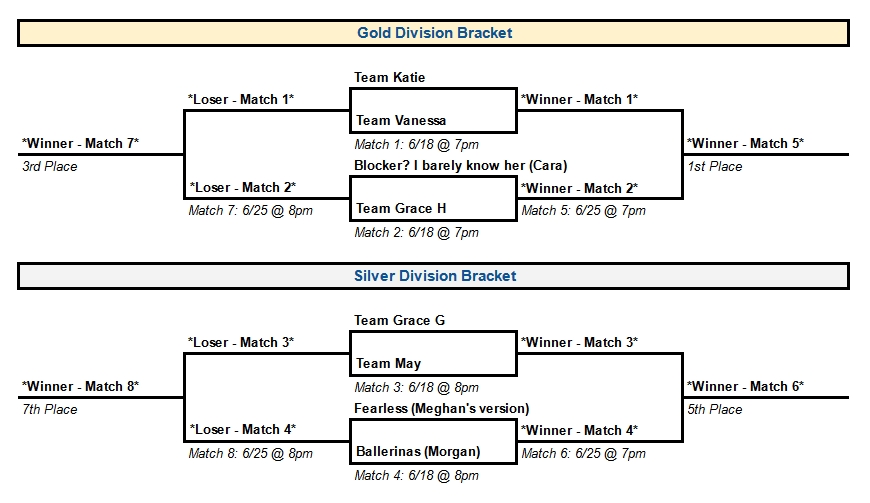 Gold Division Bracket
Team Katie
*Loser - Match 1*
*Winner - Match 1*
Team Vanessa
*Winner - Match 7*
Match 1: 6/18 @ 7pm
*Winner - Match 5*
3rd Place
Blocker? I barely know her (Cara)
1st Place
*Loser - Match 2*
*Winner - Match 2*
Match 7: 6/25 @ 8pm
Team Grace H
Match 5: 6/25 @ 7pm
Match 2: 6/18 @ 7pm
Silver Division Bracket
Team Grace G
*Loser - Match 3*
*Winner - Match 3*
Team May
*Winner - Match 8*
Match 3: 6/18 @ 8pm
*Winner - Match 6*
7th Place
Fearless (Meghan's version)
5th Place
*Loser - Match 4*
*Winner - Match 4*
Match 8: 6/25 @ 8pm
Ballerinas (Morgan)
Match 6: 6/25 @ 7pm
Match 4: 6/18 @ 8pm